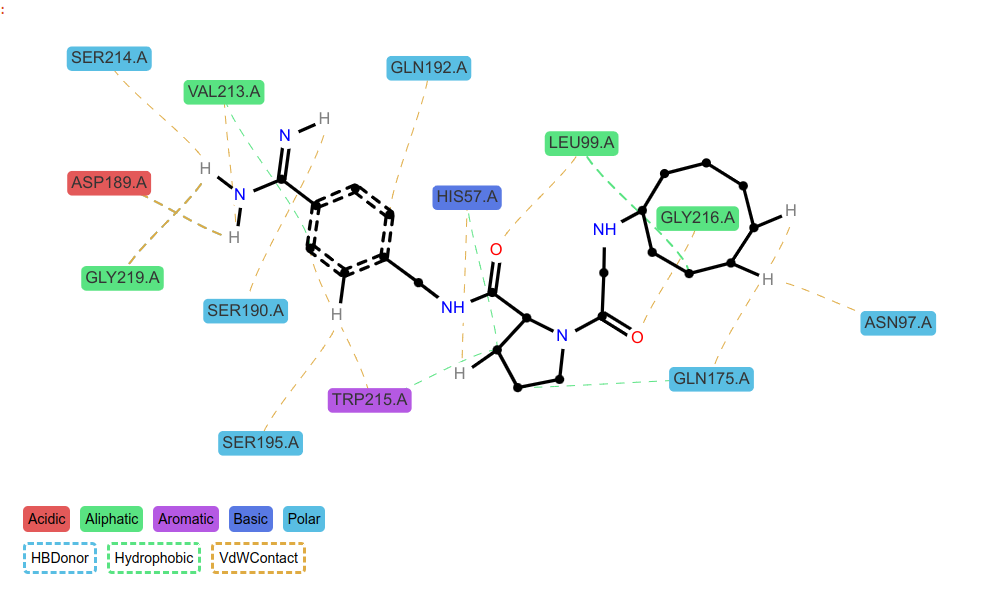 :
SER214.A
GLN192.A
VAL213.A
H
N
LEU99.A
H
ASP189.A
N
HIS57.A
H
GLY216.A
NH
H
O
GLY219.A
H
NH
SER190.A
H
ASN97.A
N
O
H
GLN175.A
TRP215.A
SER195.A
Acidic Aliphatic Aromatic Basic Polar
HBDonor Hydrophobic VdWContact